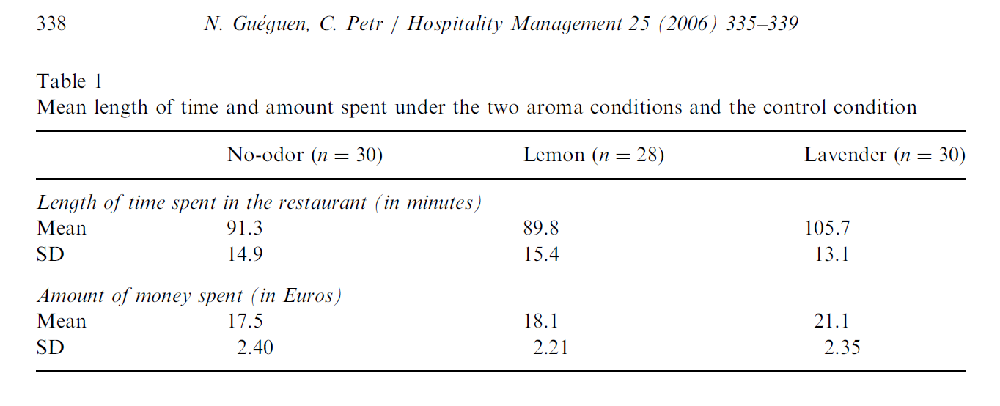 338 N. Guéguen, C. Petr / Hospitality Management 25 (2006) 335–339
Table 1
Mean length of time and amount spent under the two aroma conditions and the control condition
No-odor (n = 30) Lemon (n = 28) Lavender (n = 30)
Length of time spent in the restaurant (in minutes)
Mean 91.3 89.8 105.7
SD 14.9 15.4 13.1
Amount of money spent (in Euros)
Mean 17.5 18.1 21.1
SD 2.40 2.21 2.35